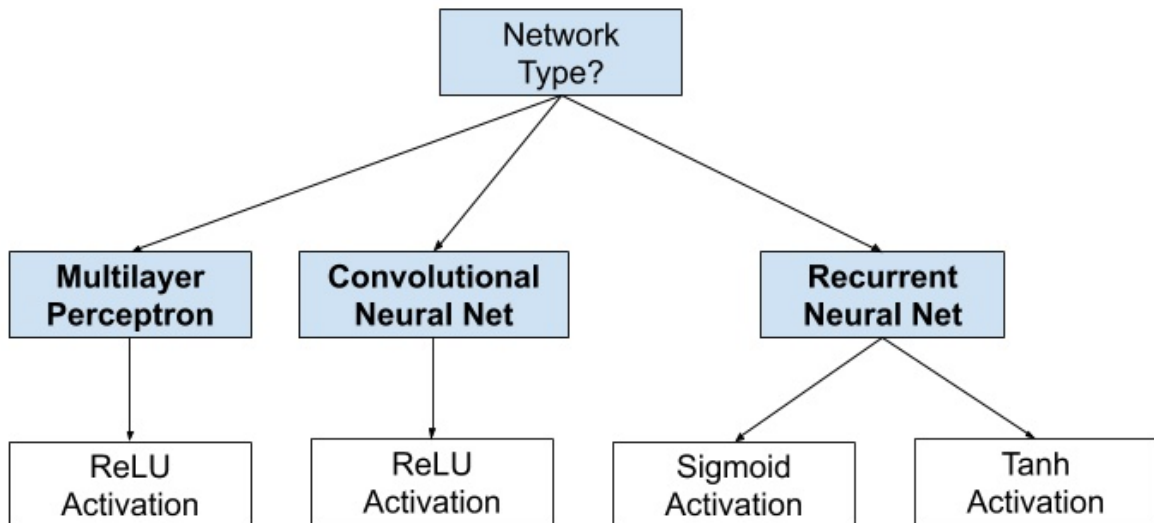 Network
Type?
Multilayer
Perceptron
Convolutional
Neural Net
Recurrent
Neural Net
ReLU
Activation
ReLU
Activation
Sigmoid
Activation
Tanh
Activation